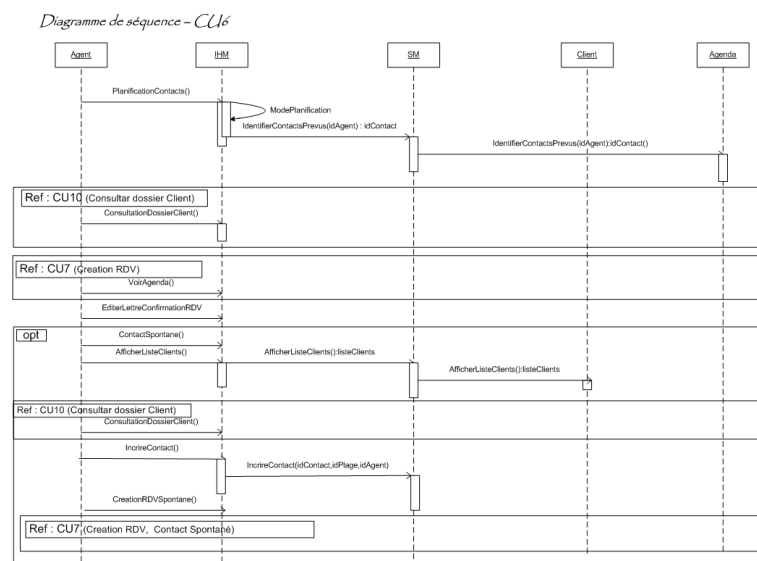 Diagramme de séquence – CU6
Agent
IHM
SM
Client
Agenda
PlanificationContacts()
ModePlanification
IdentifierContactsPrevus(idAgent) : idContact
IdentifierContactsPrevus(idAgent):idContact()
Ref : CU10 (Consultar dossier Client)
ConsultationDossierClient()
Ref : CU7 (Creation RDV)
VoirAgenda()
EditerLettreConfirmationRDV
opt
ContactSpontane()
AfficherListeClients()
AfficherListeClients():listeClients
AfficherListeClients():listeClients
Ref : CU10 (Consultar dossier Client)
ConsultationDossierClient()
IncrireContact()
IncrireContact(idContact,idPlage,idAgent)
CreationRDVSpontane()
Ref : CU7 (Creation RDV, Contact Spontané)